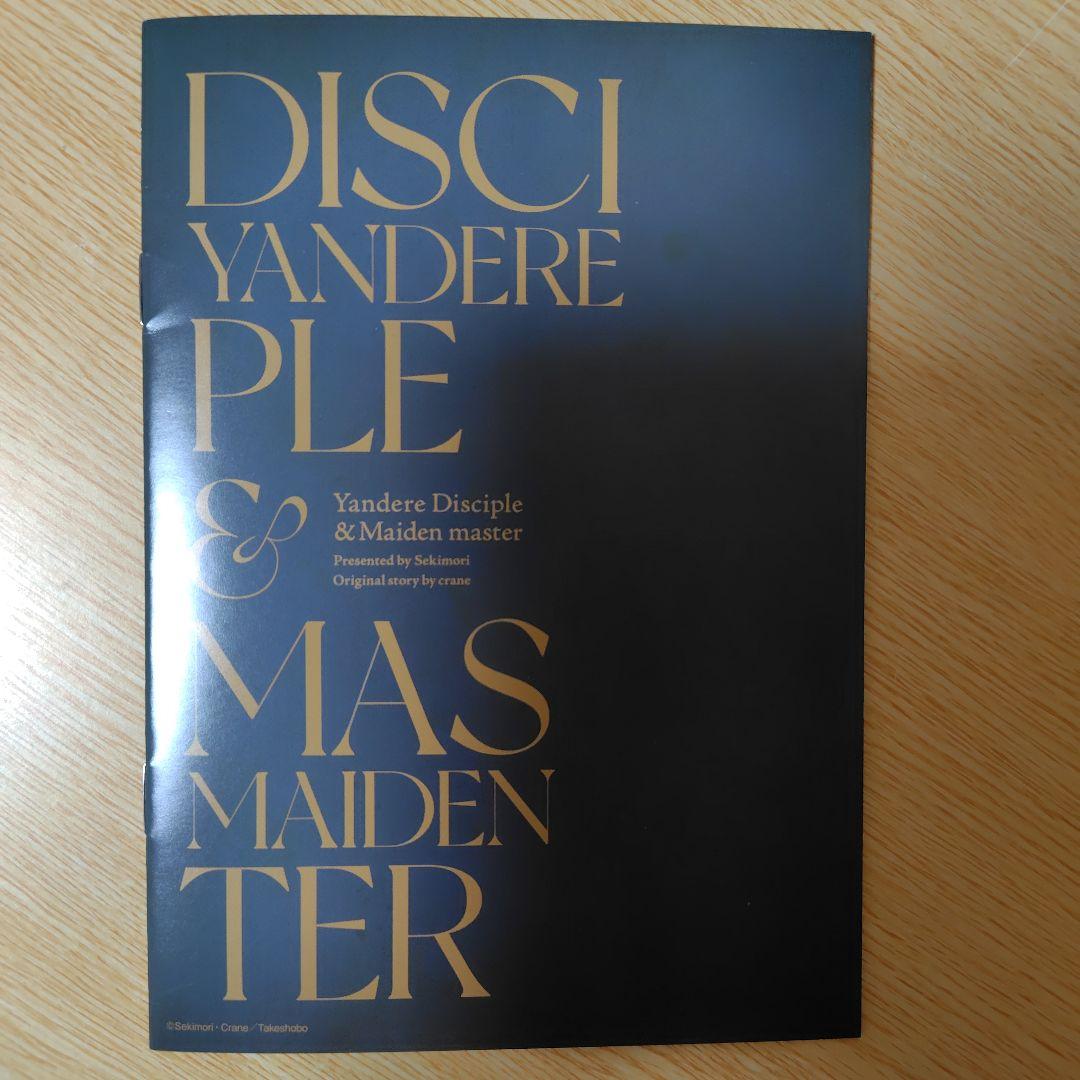 DISCI
YANDERE
PLE
&
Yandere Disciple
& Maiden master
Presented by Sekimori
Original story by crane
MAS
MAIDEN
TER
©Sekimori・Crane／Takeshobo